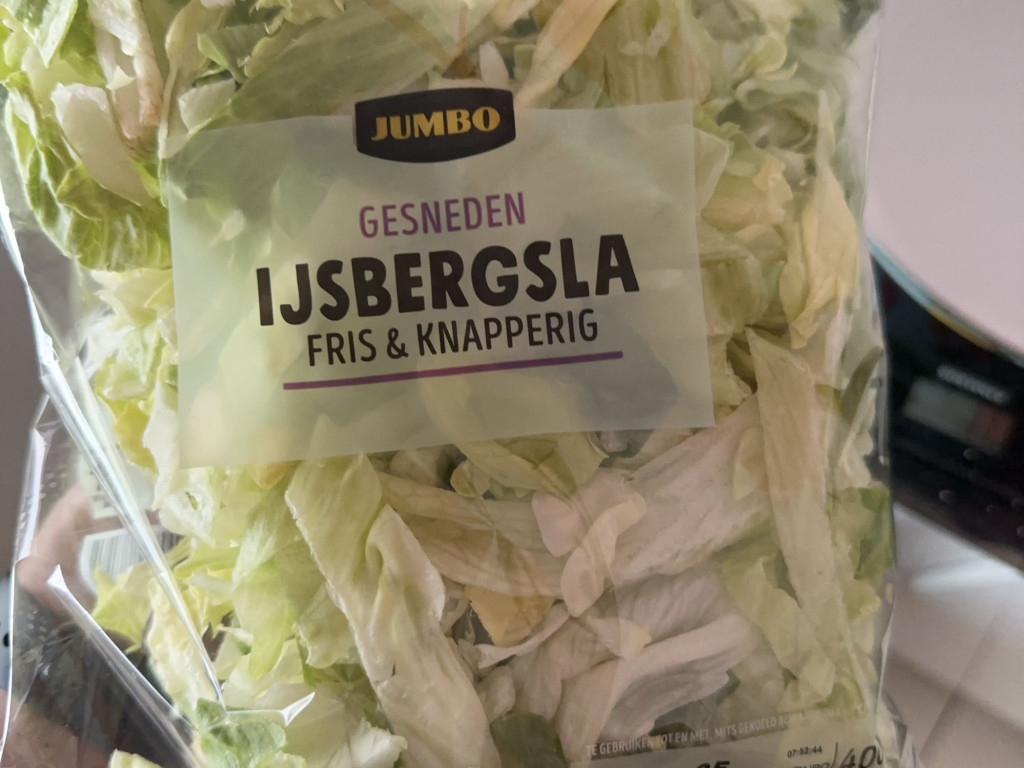 JUMBO
GESNEDEN
IJSBERGSLA
FRIS & KNAPPERIG
TE GEBRUIKEN TOT EN MET, MITS GEKOELD
07:52:44